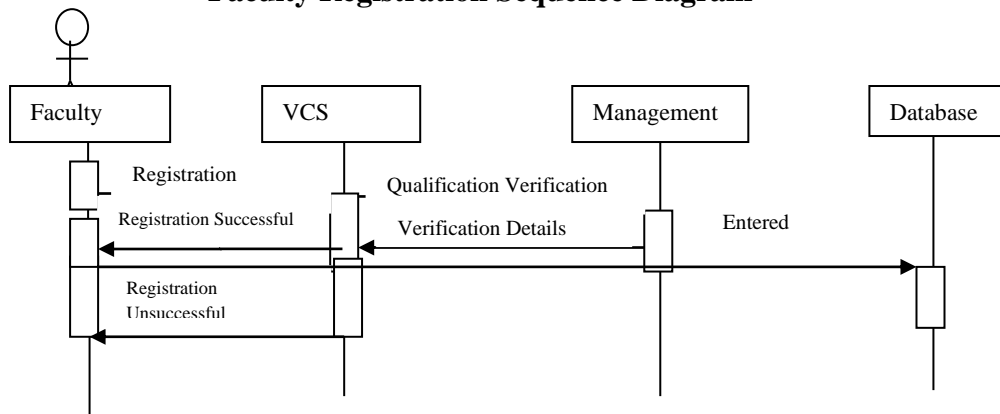 Faculty Registration Sequence Diagram
Faculty
VCS
Management
Database
Registration
Qualification Verification
Registration Successful
Verification Details
Entered
Registration
Unsuccessful